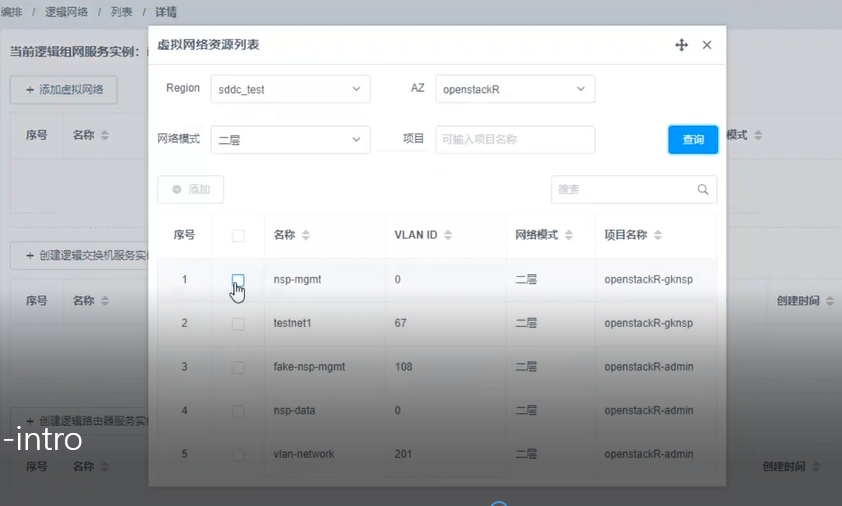 编排 / 逻辑网络 / 列表 / 详情
当前逻辑组网服务实例:
虚拟网络资源列表
+ 添加虚拟网络
Region sddc_test AZ openstackR
序号 名称 模式
网络模式 二层 项目 可输入项目名称 查询
添加 搜索
序号 名称 VLAN ID 网络模式 项目名称
+ 创建逻辑交换机服务实例
1 nsp-mgmt 0 二层 openstackR-gknsp
序号 名称 创建时间
2 testnet1 67 二层 openstackR-gknsp
3 fake-nsp-mgmt 108 二层 openstackR-admin
4 nsp-data 0 二层 openstackR-admin
+ 创建逻辑路由器服务实例
-intro
5 vlan-network 201 二层 openstackR-admin
序号 名称 创建时间